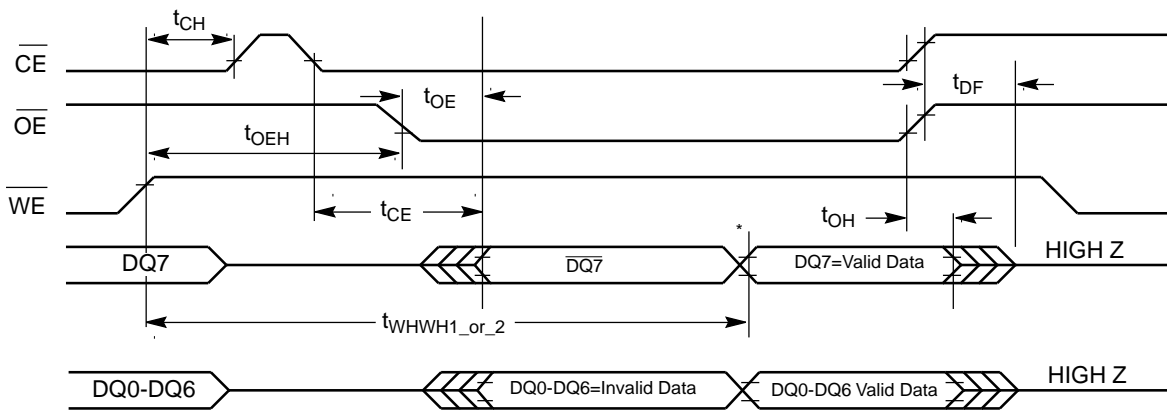 tCH
CE
tOE
tDF
OE
tOEH
WE
tCE
tOH
*
DQ7
DQ7
DQ7=Valid Data
HIGH Z
tWHWH1_or_2
DQ0-DQ6
DQ0-DQ6=Invalid Data
DQ0-DQ6 Valid Data
HIGH Z